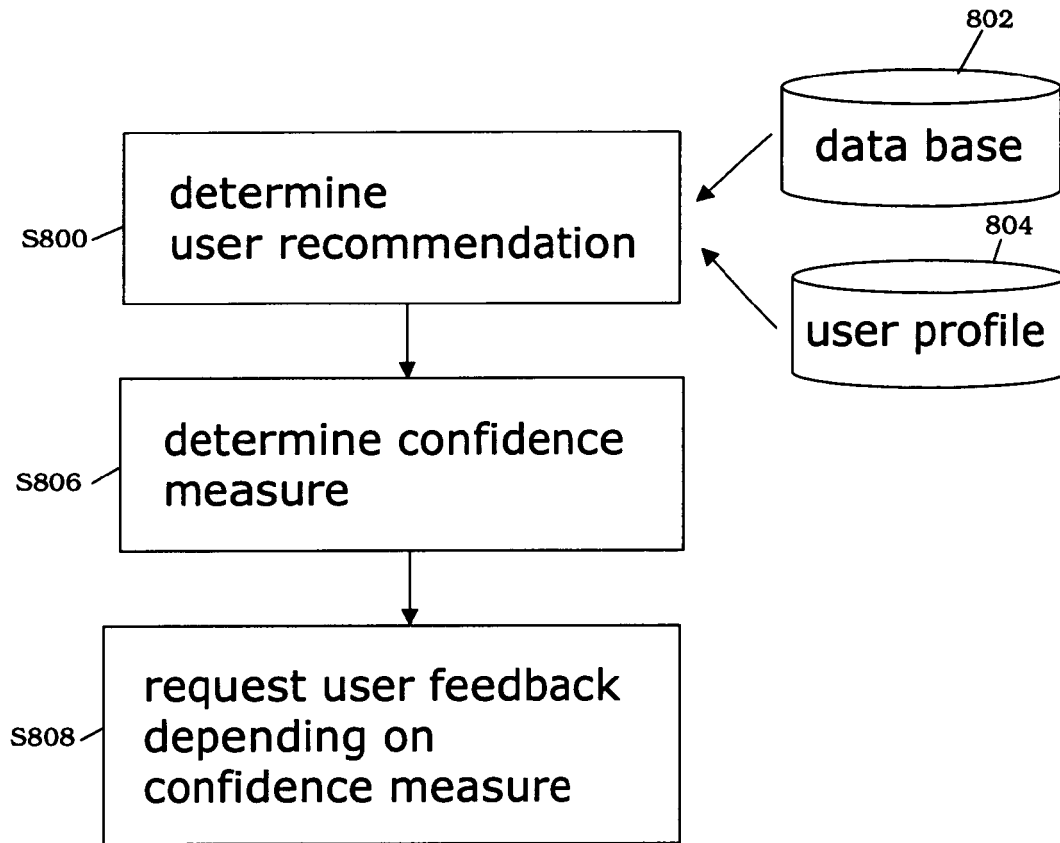 802
data base
determine
user recommendation
S800
804
user profile
determine confidence
measure
S806
request user feedback
depending on
confidence measure
S808